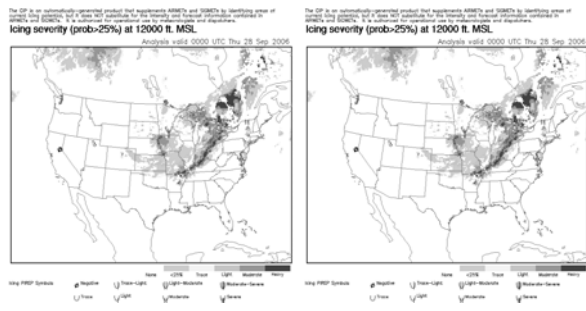 The CIP is an automatically-generated product that supplements AIRMETs and SIGMETs by identifying areas of
current icing potential, but it does NOT substitute for the intensity and forecast information contained in
AIRMETs and SIGMETs. It is authorized for operational use by meteorologists and dispatchers.
Icing severity (prob>25%) at 12000 ft. MSL
Analysis valid 0000 UTC Thu 28 Sep 2006
None <25% Trace Light Moderate Heavy
Icing PIREP Symbols
Negative Trace-Light Light-Moderate Moderate-Severe
Trace Light Moderate Severe
The CIP is an automatically-generated product that supplements AIRMETs and SIGMETs by identifying areas of
current icing potential, but it does NOT substitute for the intensity and forecast information contained in
AIRMETs and SIGMETs. It is authorized for operational use by meteorologists and dispatchers.
Icing severity (prob>25%) at 12000 ft. MSL
Analysis valid 0000 UTC Thu 28 Sep 2006
None <25% Trace Light Moderate Heavy
Icing PIREP Symbols
Negative Trace-Light Light-Moderate Moderate-Severe
Trace Light Moderate Severe